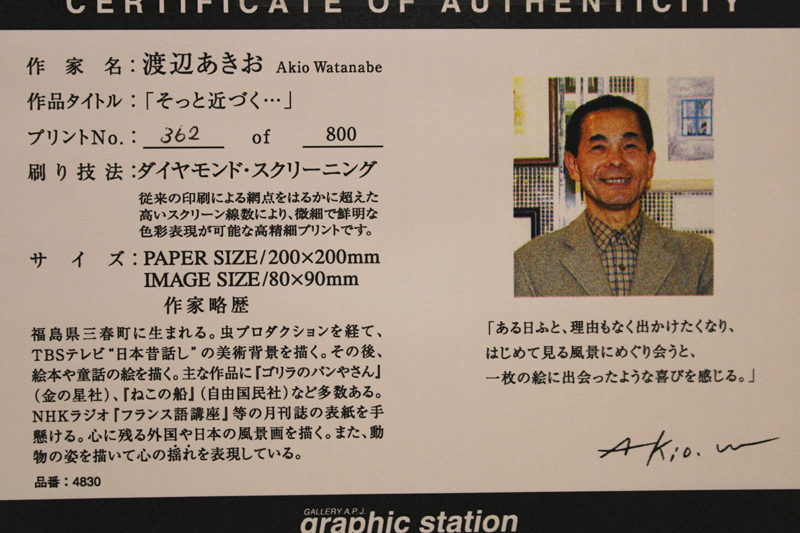 CERTIFICATE OF AUTHENTICITY
作家名：渡辺あきお Akio Watanabe
作品タイトル：「そっと近づく…」
プリントNo.：362 of 800
刷り技法：ダイヤモンド・スクリーニング
従来の印刷による網点をはるかに超えた
高いスクリーン線数により、微細で鮮明な
色彩表現が可能な高精細プリントです。
サイズ：PAPER SIZE/200×200mm
IMAGE SIZE/80×90mm
作家略歴
福島県三春町に生まれる。虫プロダクションを経て、
TBSテレビ“日本昔話し”の美術背景を描く。その後、
絵本や童話の絵を描く。主な作品に『ゴリラのパンやさん』
（金の星社）、『ねこの船』（自由国民社）など多数ある。
NHKラジオ『フランス語講座』等の月刊誌の表紙を手
懸ける。心に残る外国や日本の風景画を描く。また、動
物の姿を描いて心の揺れを表現している。
品番：4830
「ある日ふと、理由もなく出かけたくなり、
はじめて見る風景にめぐり会うと、
一枚の絵に出会ったような喜びを感じる。」
Akio. w
GALLERY A.P.J.
graphic station